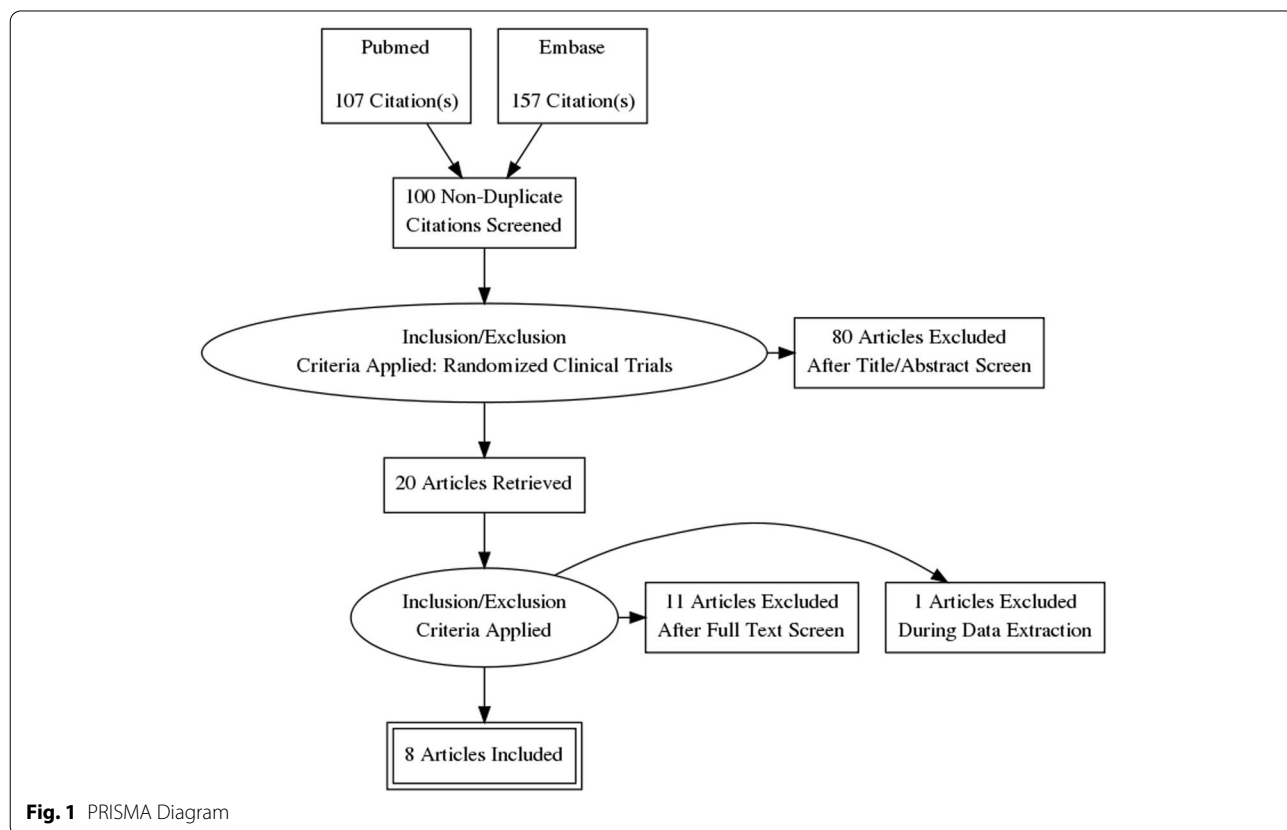 Pubmed
107 Citation(s)
Embase
157 Citation(s)
100 Non-Duplicate
Citations Screened
Inclusion/Exclusion
Criteria Applied: Randomized Clinical Trials
80 Articles Excluded
After Title/Abstract Screen
20 Articles Retrieved
Inclusion/Exclusion
Criteria Applied
11 Articles Excluded
After Full Text Screen
1 Articles Excluded
During Data Extraction
8 Articles Included
Fig. 1 PRISMA Diagram